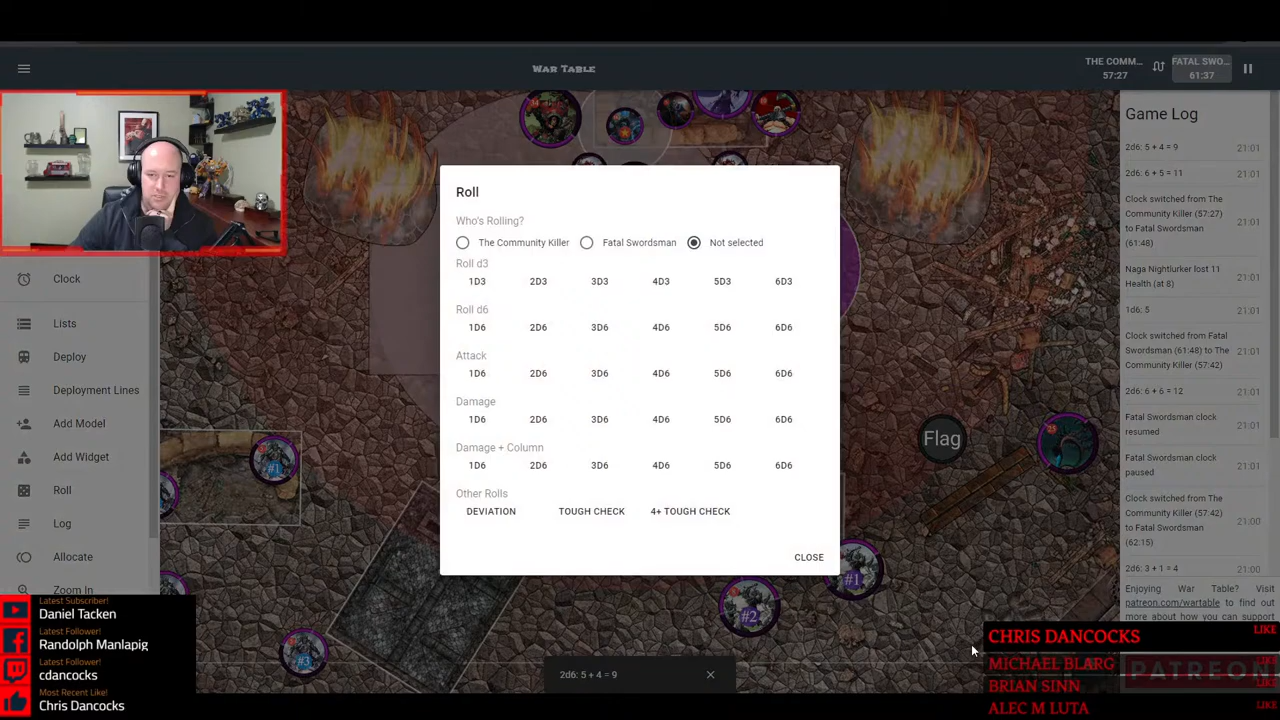 WAR TABLE
THE COMM...
57:27
FATAL SWO...
61:37
Game Log
2d6: 5 + 4 = 9
21:01
2d6: 6 + 5 = 11
21:01
Clock switched from The
Community Killer (57:27)
to Fatal Swordsman
(61:48)
21:01
Naga Nightlurker lost 11
Health (at 8)
21:01
1d6: 5
21:01
Clock switched from Fatal
Swordsman (61:48) to The
Community Killer (57:42)
21:01
2d6: 6 + 6 = 12
21:01
Fatal Swordsman clock
resumed
21:01
Fatal Swordsman clock
paused
21:01
Clock switched from The
Community Killer (57:42)
to Fatal Swordsman
(62:15)
21:00
2d6: 3 + 1 = 4
21:00
Enjoying War Table? Visit
patreon.com/wartable to find out
more about how you can support
Clock
Lists
Deploy
Deployment Lines
Add Model
Add Widget
Roll
Log
Allocate
Zoom In
Roll
Who's Rolling?
The Community Killer
Fatal Swordsman
Not selected
Roll d3
1D3 2D3 3D3 4D3 5D3 6D3
Roll d6
1D6 2D6 3D6 4D6 5D6 6D6
Attack
1D6 2D6 3D6 4D6 5D6 6D6
Damage
1D6 2D6 3D6 4D6 5D6 6D6
Damage + Column
1D6 2D6 3D6 4D6 5D6 6D6
Other Rolls
DEVIATION TOUGH CHECK 4+ TOUGH CHECK
CLOSE
#1
#3
#2
#1
Flag
2d6: 5 + 4 = 9
Latest Subscriber!
Daniel Tacken
Latest Follower!
Randolph Manlapig
Latest Follower!
cdancocks
Most Recent Like!
Chris Dancocks
CHRIS DANCOCKS LIKE
MICHAEL BLARG LIKE
BRIAN SINN LIKE
ALEC M LUTA LIKE
PATREON